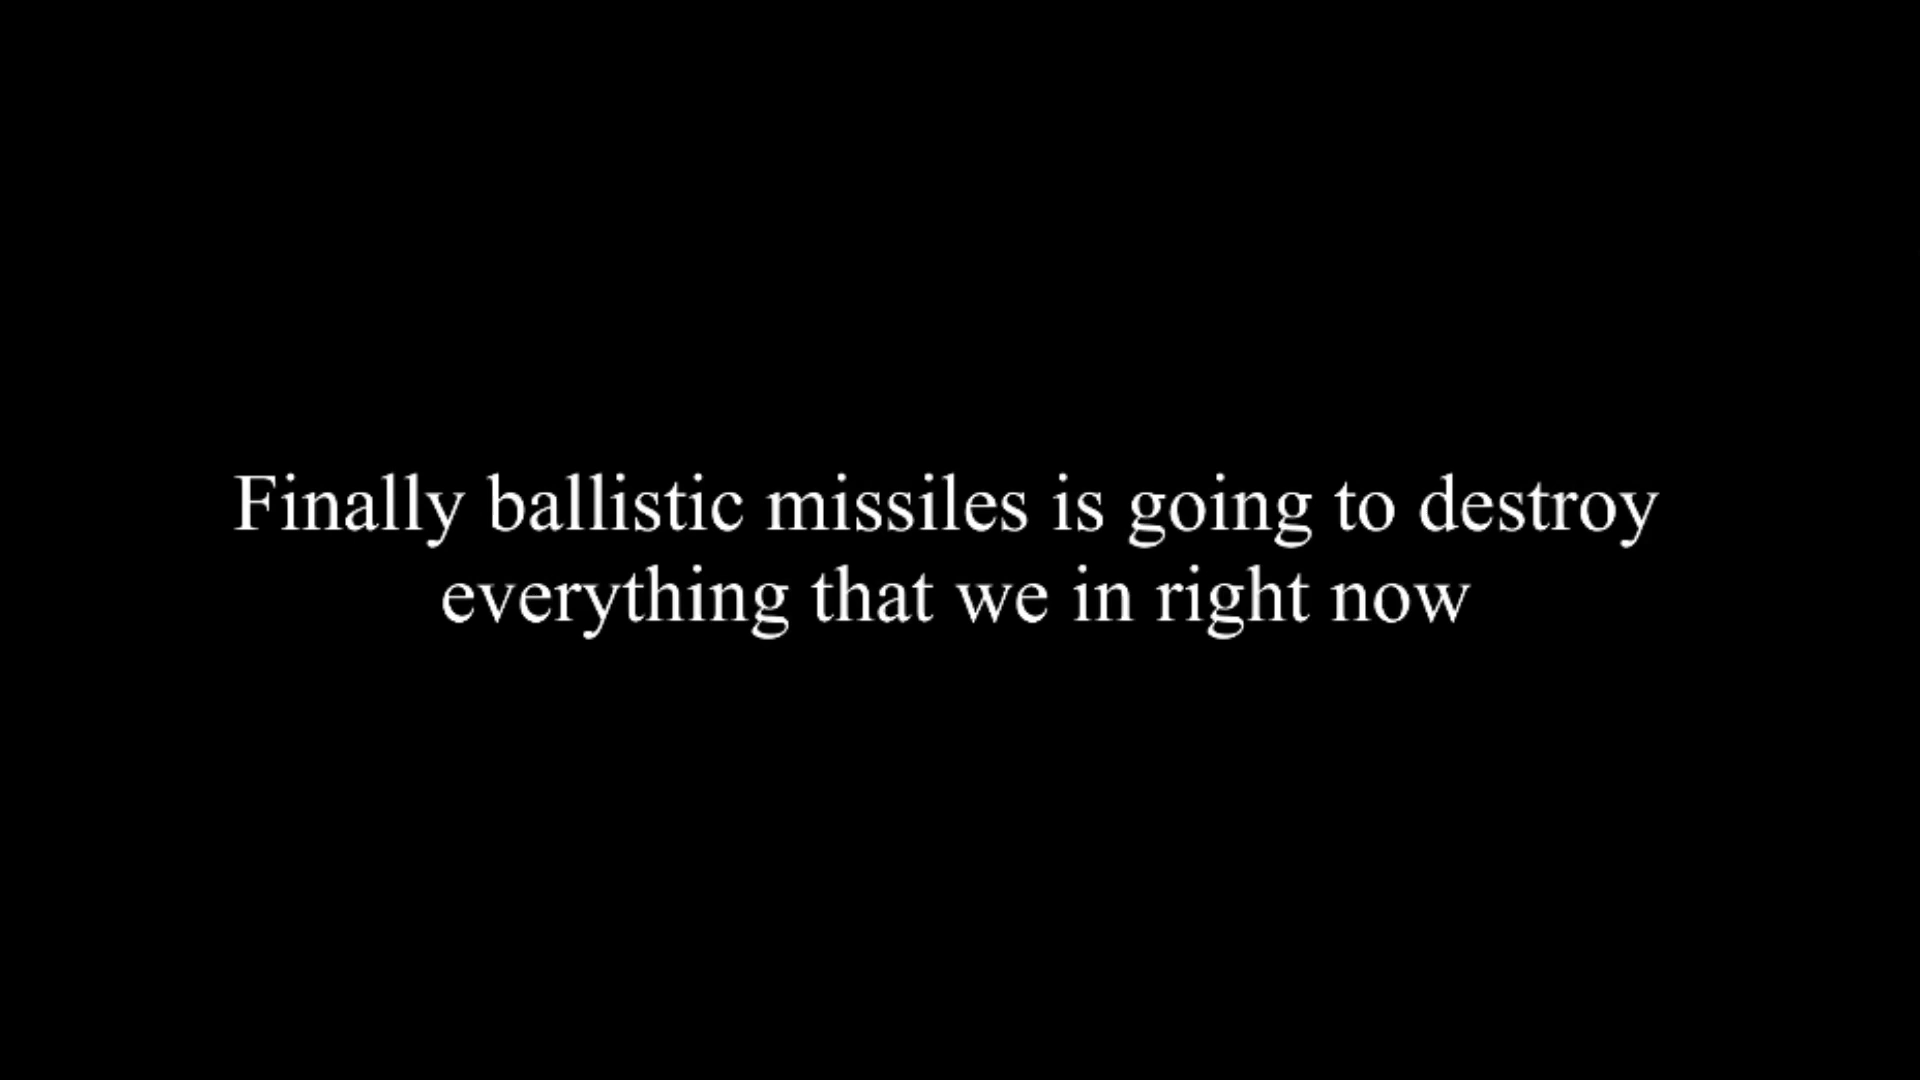 Finally ballistic missiles is going to destroy
everything that we in right now